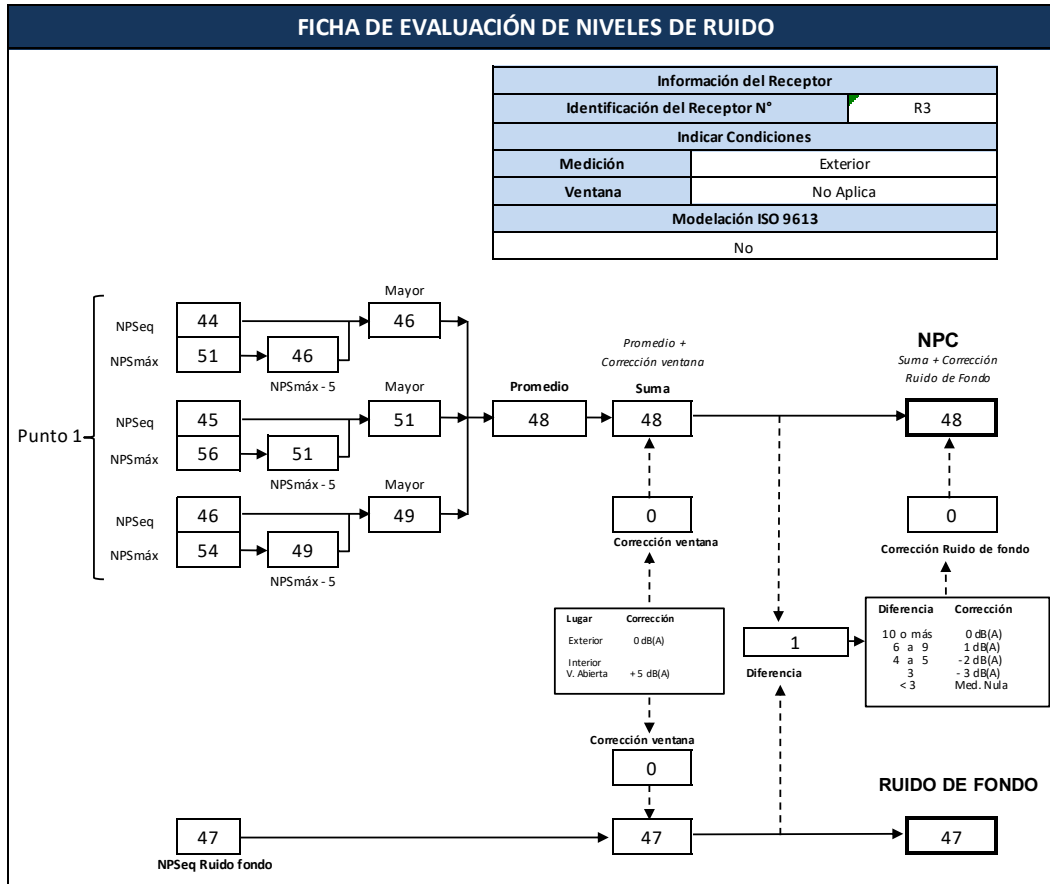 FICHA DE EVALUACIÓN DE NIVELES DE RUIDO
Información del Receptor
Identificación del Receptor N° R3
Indicar Condiciones
Medición Exterior
Ventana No Aplica
Modelación ISO 9613
No
Punto 1
Mayor
NPSeq 44 46
NPSmáx 51 46
NPSmáx - 5
Mayor
NPSeq 45 51
NPSmáx 56 51
NPSmáx - 5
Mayor
NPSeq 46 49
NPSmáx 54 49
NPSmáx - 5
Promedio
48
Promedio +
Corrección ventana
Suma
48
NPC
Suma + Corrección
Ruido de Fondo
48
0
Corrección ventana
0
Corrección Ruido de fondo
Lugar Corrección
Exterior 0 dB(A)
Interior
V. Abierta + 5 dB(A)
1
Diferencia
Diferencia Corrección
10 o más 0 dB(A)
6 a 9 1 dB(A)
4 a 5 -2 dB(A)
3 - 3 dB(A)
< 3 Med. Nula
Corrección ventana
0
RUIDO DE FONDO
47 47 47
NPSeq Ruido fondo